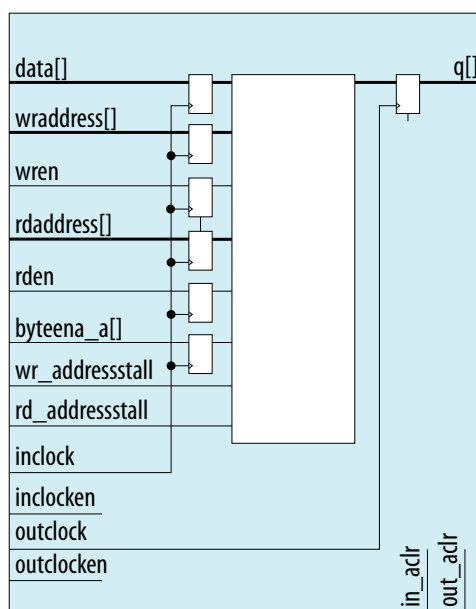 data[]
q[]
wraddress[]
wren
rdaddress[]
rden
byteena_a[]
wr_addressstall
rd_addressstall
inclock
inclocken
outclock
outclocken
in_aclr
out_aclr